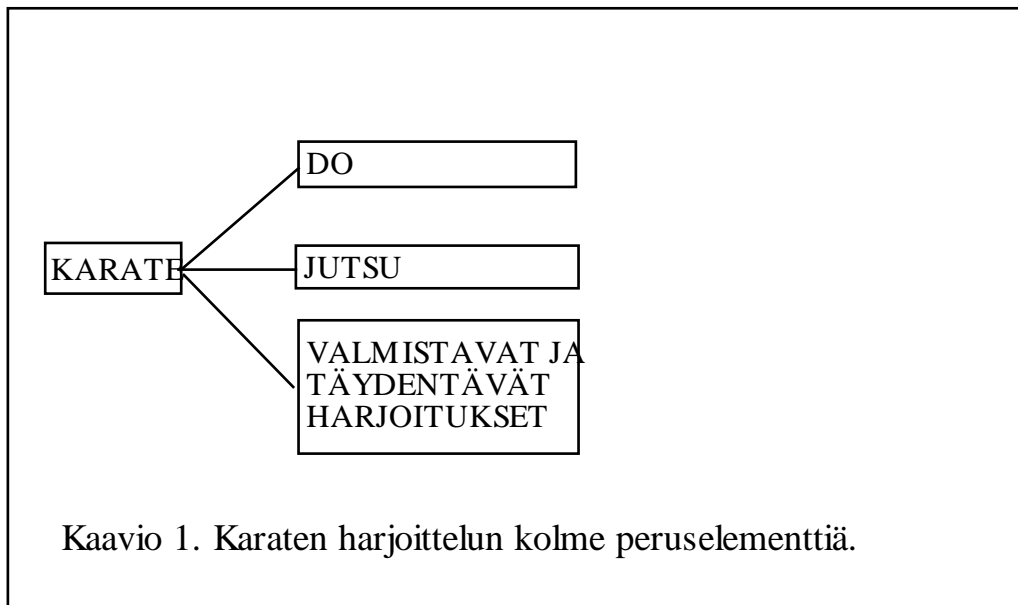 DO
KARATE
JUTSU
VALMISTAVAT JA
TÄYDENTÄVÄT
HARJOITUKSET
Kaavio 1. Karaten harjoittelun kolme peruselementtiä.